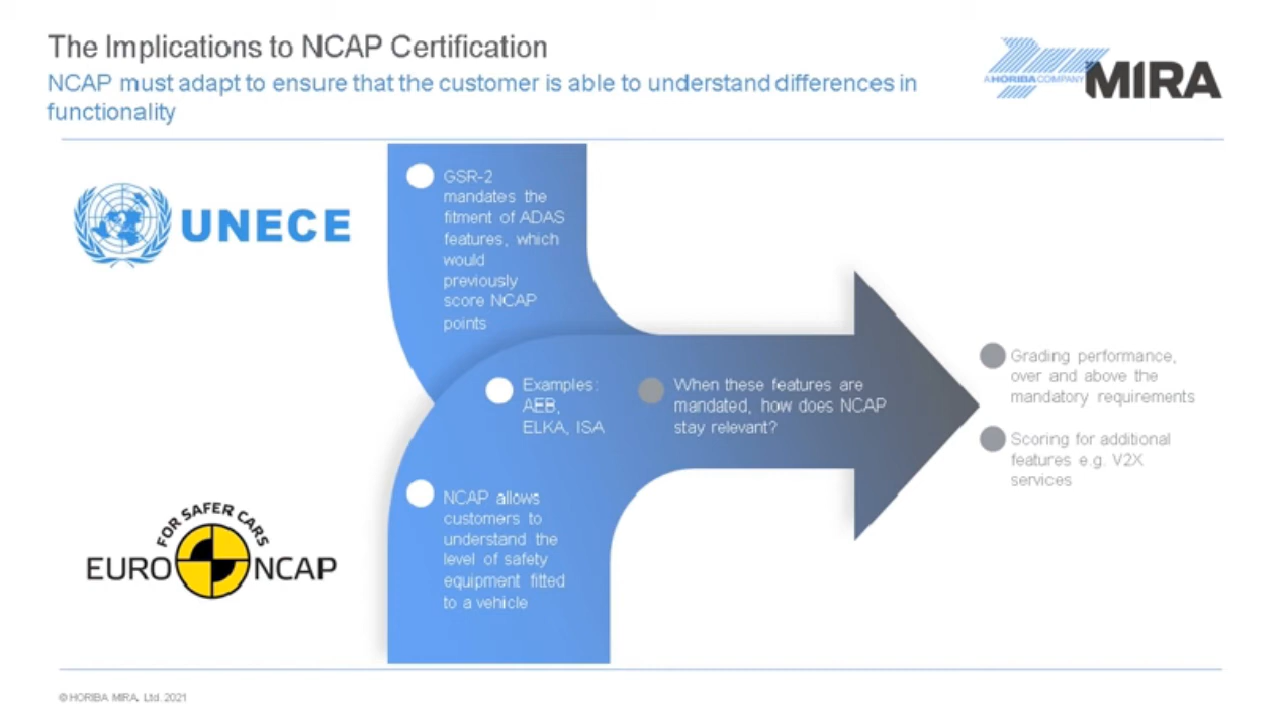 The Implications to NCAP Certification
NCAP must adapt to ensure that the customer is able to understand differences in
functionality
A HORIBA COMPANY
MIRA
UNECE
GSR-2
mandates the
fitment of ADAS
features, which
would
previously
score NCAP
points
Examples:
AEB,
ELKA, ISA
When these features are
mandated, how does NCAP
stay relevant?
Grading performance,
over and above the
mandatory requirements
Scoring for additional
features e.g. V2X
services
NCAP allows
customers to
understand the
level of safety
equipment fitted
to a vehicle
FOR SAFER CARS
EURO NCAP
© HORIBA MIRA, Ltd. 2021